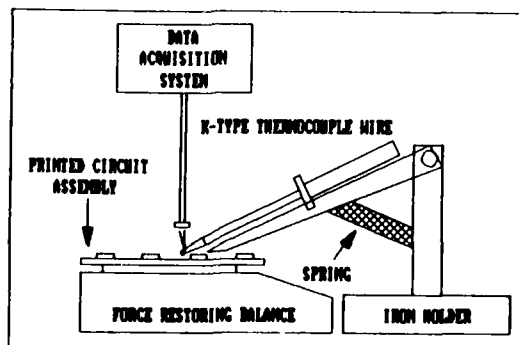 DATA
ACQUISITION
SYSTEM
K-TYPE THERMOCOUPLE WIRE
PRINTED CIRCUIT
ASSEMBLY
SPRING
FORCE RESTORING BALANCE
IRON HOLDER